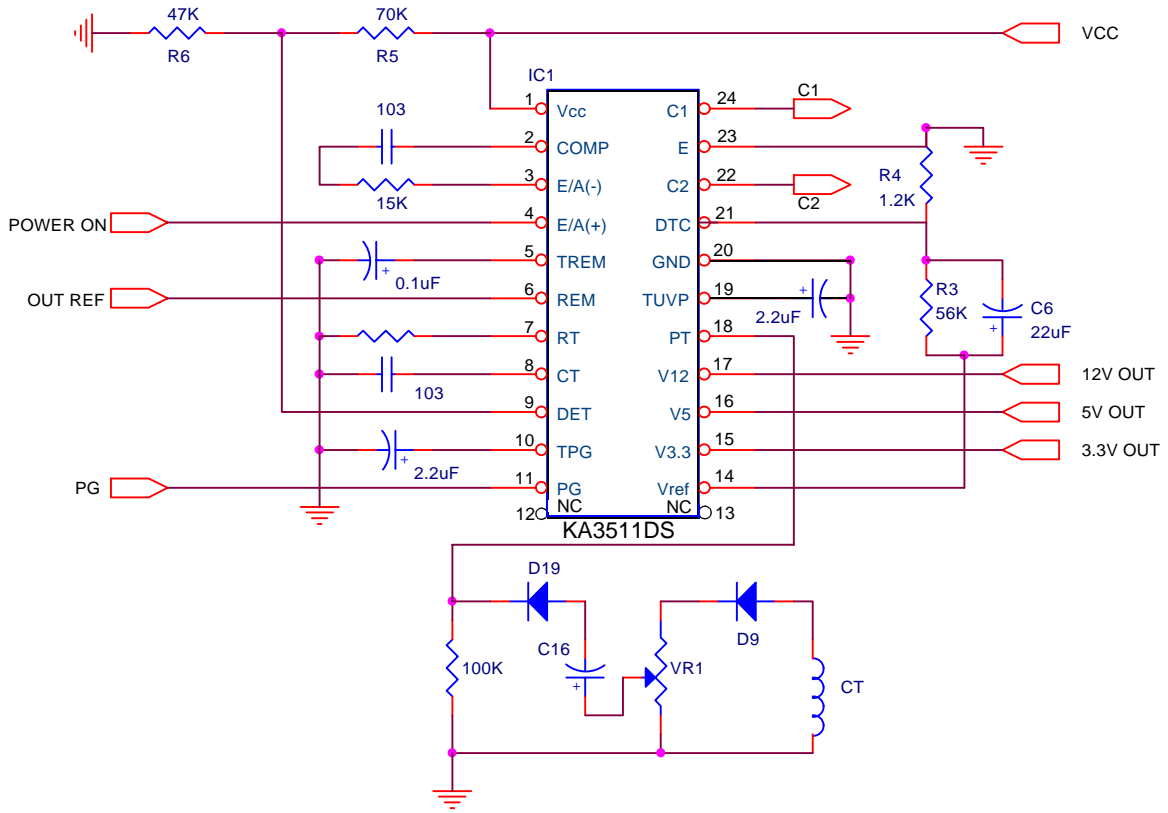 47K
70K
R6
R5
VCC
IC1
103
15K
POWER ON
0.1uF
OUT REF
103
2.2uF
PG
1 Vcc
2 COMP
3 E/A(-)
4 E/A(+)
5 TREM
6 REM
7 RT
8 CT
9 DET
10 TPG
11 PG
12 NC
C1 24
E 23
C2 22
DTC 21
GND 20
TUVP 19
PT 18
V12 17
V5 16
V3.3 15
Vref 14
NC 13
KA3511DS
C1
C2
R4
1.2K
+
+
+
2.2uF
R3
56K
+
C6
22uF
12V OUT
5V OUT
3.3V OUT
D19
C16
+
100K
VR1
D9
CT